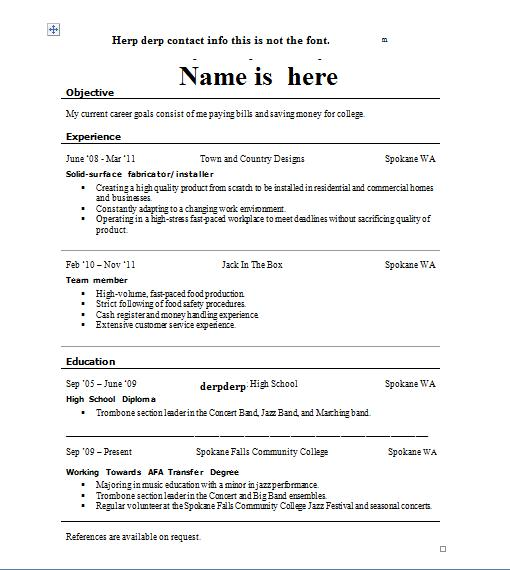 Herp derp contact info this is not the font.
m
Name is here
Objective
My current career goals consist of me paying bills and saving money for college.
Experience
June '08 - Mar '11 Town and Country Designs Spokane WA
Solid-surface fabricator/installer
▪ Creating a high quality product from scratch to be installed in residential and commercial homes
and businesses.
▪ Constantly adapting to a changing work environment.
▪ Operating in a high-stress fast-paced workplace to meet deadlines without sacrificing quality of
product.
Feb '10 – Nov '11 Jack In The Box Spokane WA
Team member
▪ High-volume, fast-paced food production.
▪ Strict following of food safety procedures.
▪ Cash register and money handling experience.
▪ Extensive customer service experience.
Education
Sep '05 – June '09 derpderp: High School Spokane WA
High School Diploma
▪ Trombone section leader in the Concert Band, Jazz Band, and Marching band.
Sep '09 – Present Spokane Falls Community College Spokane WA
Working Towards AFA Transfer Degree
▪ Majoring in music education with a minor in jazz performance.
▪ Trombone section leader in the Concert and Big Band ensembles.
▪ Regular volunteer at the Spokane Falls Community College Jazz Festival and seasonal concerts.
References are available on request.